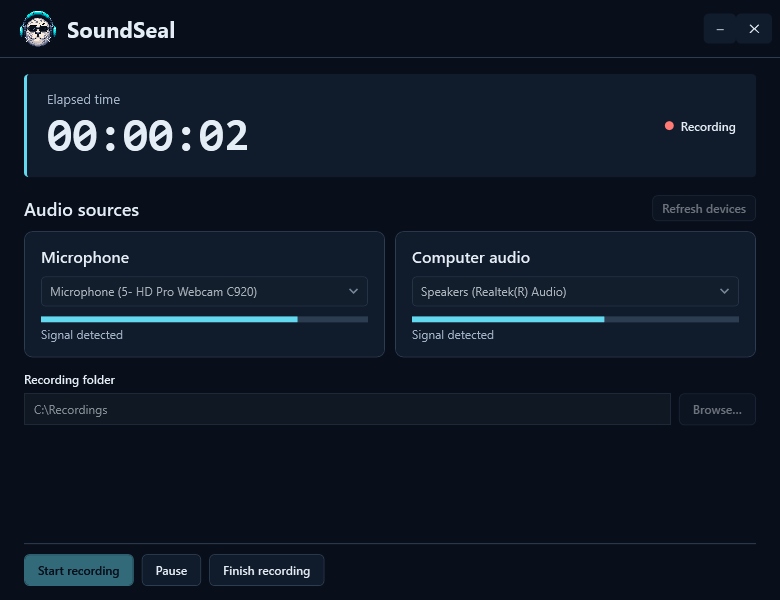 SoundSeal
Elapsed time
00:00:02
Recording
Audio sources
Refresh devices
Microphone
Microphone (5- HD Pro Webcam C920)
Signal detected
Computer audio
Speakers (Realtek(R) Audio)
Signal detected
Recording folder
C:\Recordings
Browse...
Start recording
Pause
Finish recording